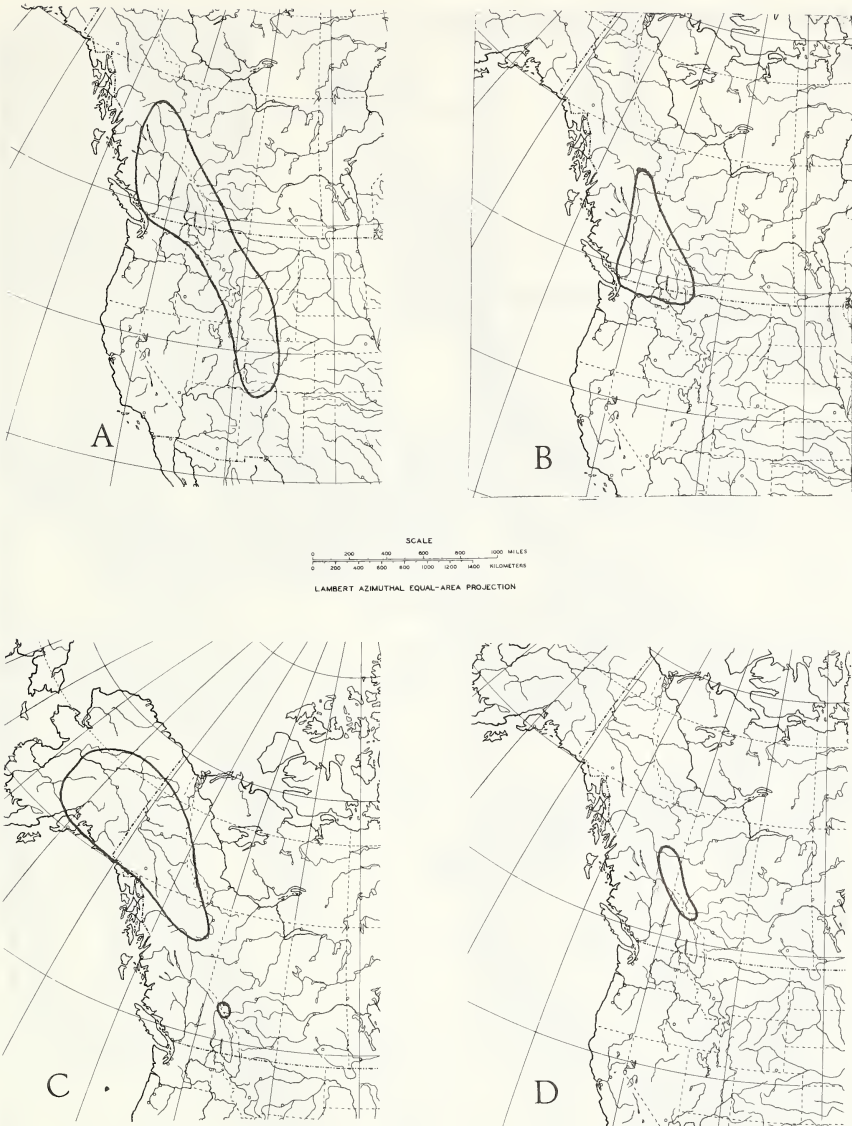 A
B
SCALE
0 200 400 600 800 1000 MILES
0 200 400 600 800 1000 1200 1400 KILOMETERS
LAMBERT AZIMUTHAL EQUAL-AREA PROJECTION
C
D